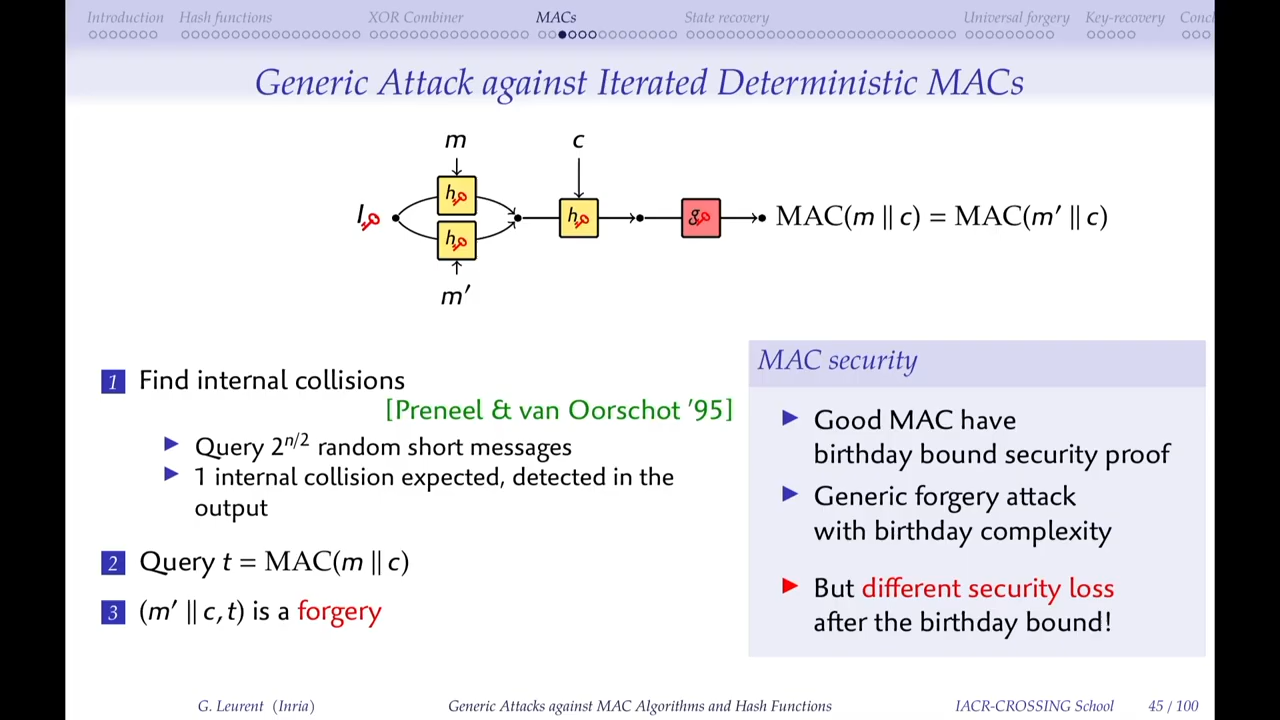 Introduction Hash functions XOR Combiner MACs State recovery Universal forgery Key-recovery Conc
Generic Attack against Iterated Deterministic MACs
m c
h
I h g MAC(m ∥ c) = MAC(m′ ∥ c)
h
m′
1 Find internal collisions
[Preneel & van Oorschot '95]
▶ Query 2^{n/2} random short messages
▶ 1 internal collision expected, detected in the
output
2 Query t = MAC(m ∥ c)
3 (m′ ∥ c, t) is a forgery
MAC security
▶ Good MAC have
birthday bound security proof
▶ Generic forgery attack
with birthday complexity
▶ But different security loss
after the birthday bound!
G. Leurent (Inria) Generic Attacks against MAC Algorithms and Hash Functions IACR-CROSSING School 45 / 100